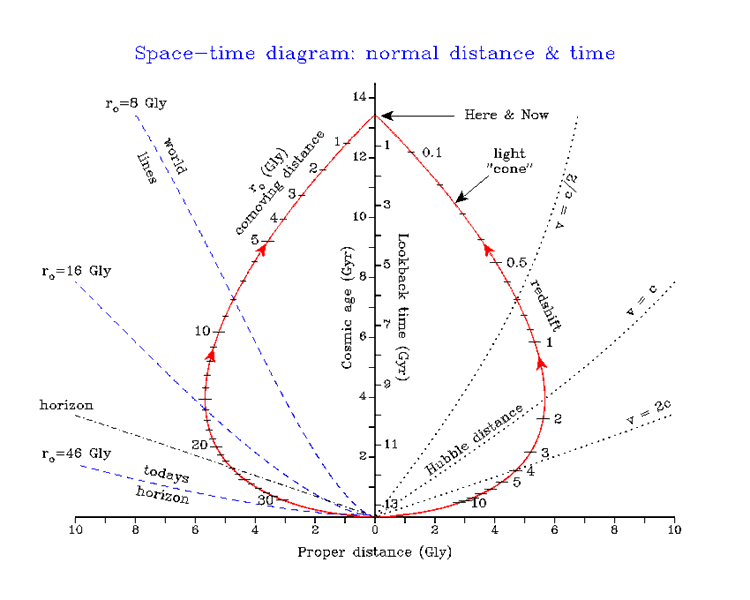 Space-time diagram: normal distance & time
r₀=8 Gly
14
Here & Now
world
lines
r₀ (Gly)
comoving distance
1
2
3
4
5
10
20
30
12
10
8
6
4
2
Cosmic age (Gyr)
1
3
5
7
9
11
13
Lookback time (Gyr)
0.1
light
"cone"
0.5
redshift
1
2
3
4
5
10
v = c/2
v = c
v = 2c
Hubble distance
r₀=16 Gly
horizon
r₀=46 Gly
todays
horizon
10 8 6 4 2 0 2 4 6 8 10
Proper distance (Gly)